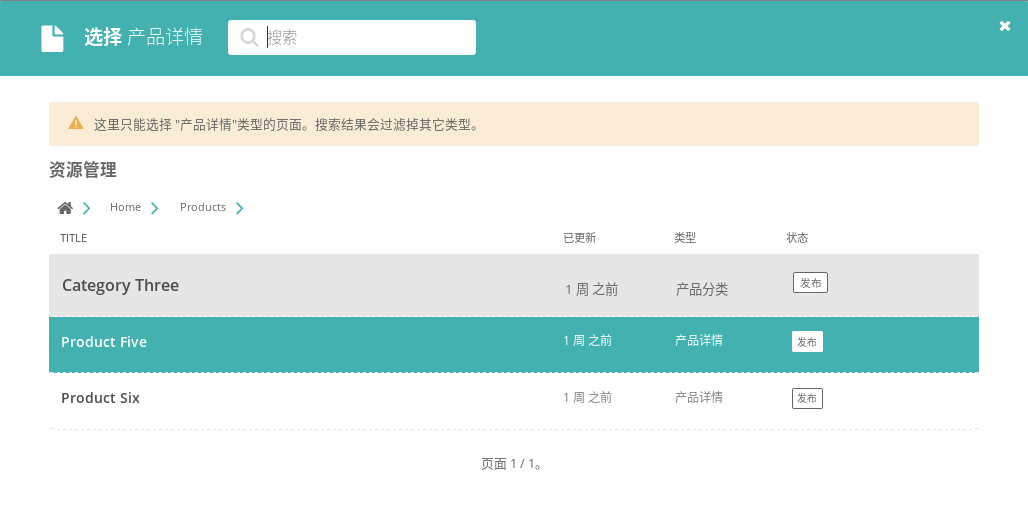 选择 产品详情 搜索
这里只能选择 "产品详情"类型的页面。搜索结果会过滤掉其它类型。
资源管理
Home Products
TITLE 已更新 类型 状态
Category Three 1 周 之前 产品分类 发布
Product Five 1 周 之前 产品详情 发布
Product Six 1 周 之前 产品详情 发布
页面 1 / 1。